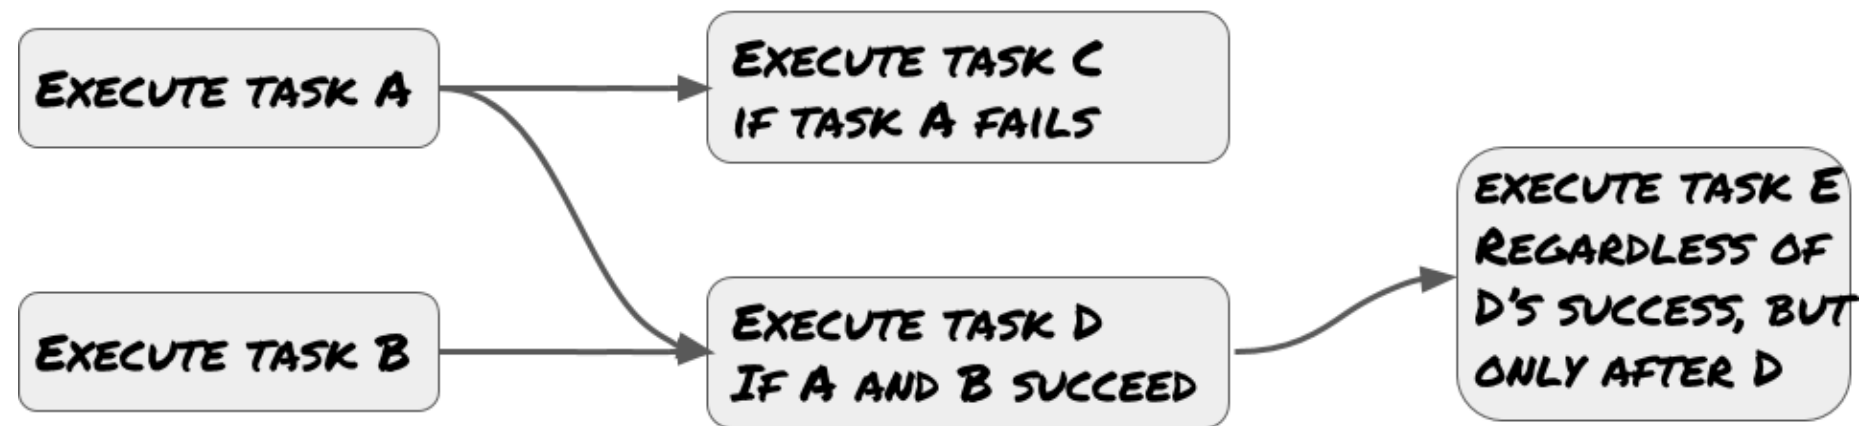 Execute task A
Execute task C
if task A fails
Execute task B
Execute task D
If A and B succeed
execute task E
Regardless of
D's success, but
only after D